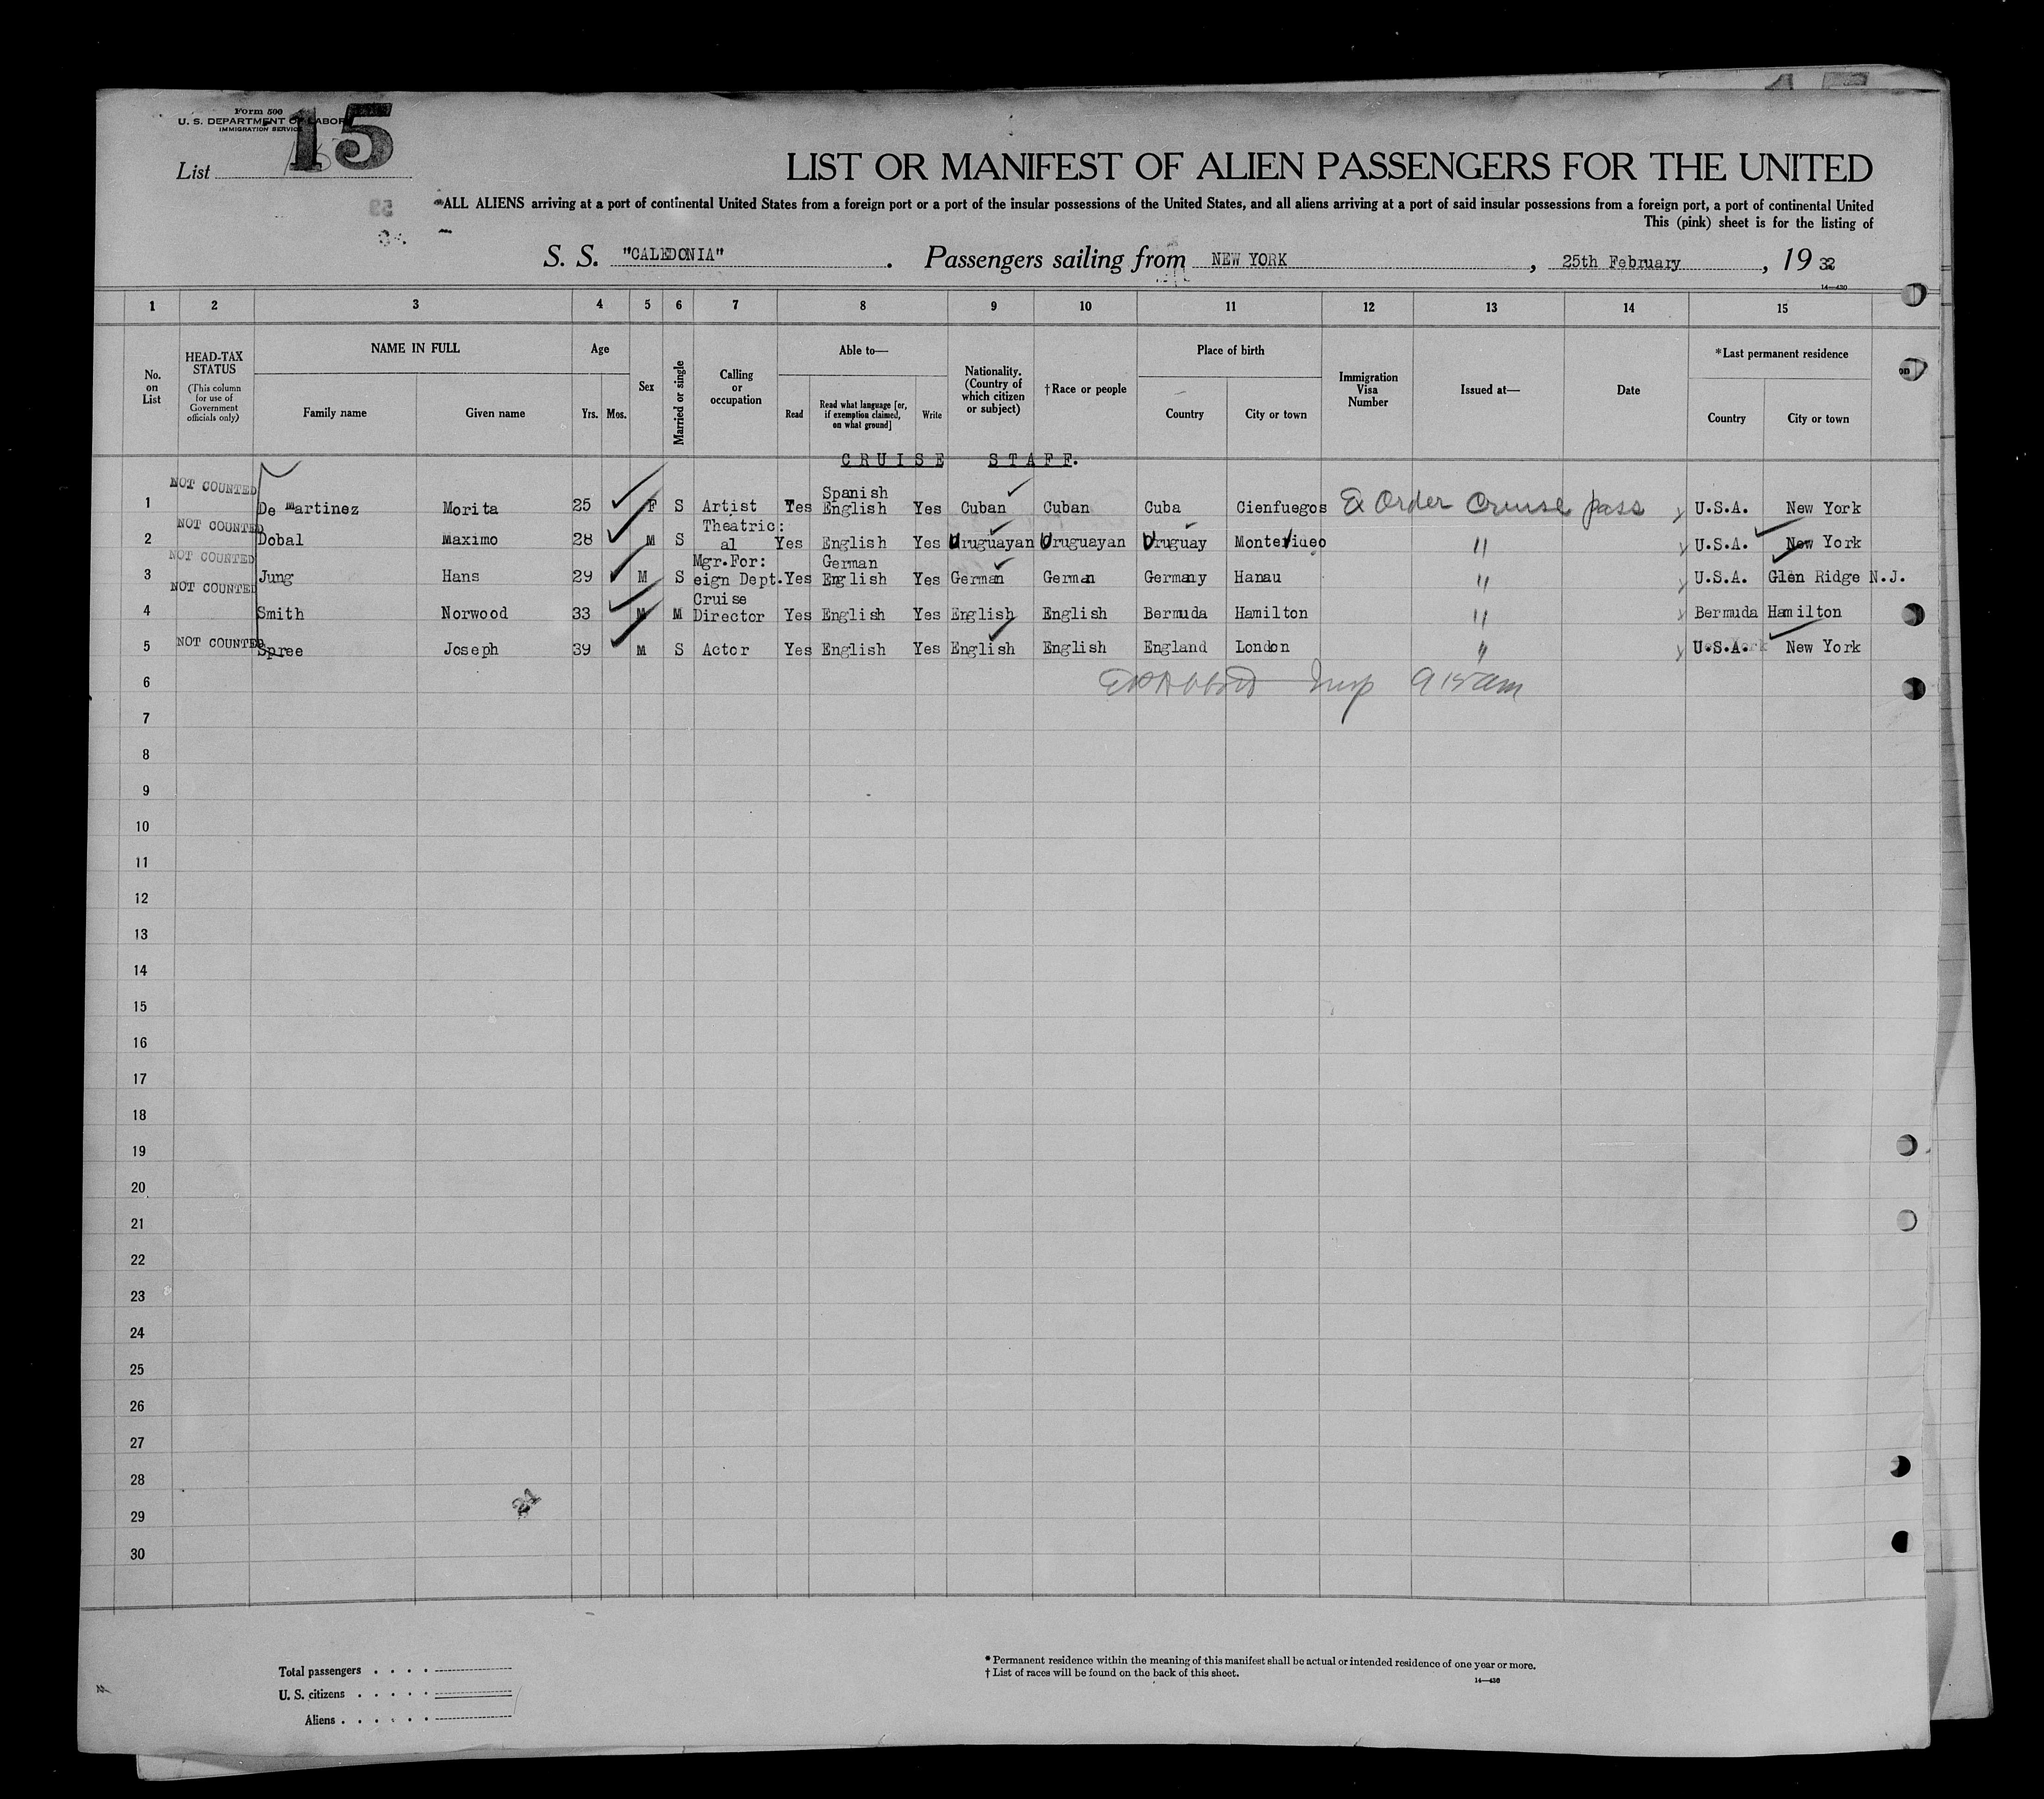 Form 500
U. S. DEPARTMENT OF LABOR
IMMIGRATION SERVICE
List 15
LIST OR MANIFEST OF ALIEN PASSENGERS FOR THE UNITED
ALL ALIENS arriving at a port of continental United States from a foreign port or a port of the insular possessions of the United States, and all aliens arriving at a port of said insular possessions from a foreign port, a port of continental United
This (pink) sheet is for the listing of
S. S. "CALEDONIA". Passengers sailing from NEW YORK, 25th February, 19 32
14—430
1 2 3 4 5 6 7 8 9 10 11 12 13 14 15
No. on List
HEAD-TAX STATUS (This column for use of Government officials only)
NAME IN FULL
Family name Given name
Age
Yrs. Mos.
Sex
Married or single
Calling or occupation
Able to—
Read
Read what language [or, if exemption claimed, on what ground]
Write
Nationality. (Country of which citizen or subject)
†Race or people
Place of birth
Country City or town
Immigration Visa Number
Issued at—
Date
*Last permanent residence
Country City or town
CRUISE STAFF.
1 NOT COUNTED De Martinez Morita 25 F S Artist Yes Spanish English Yes Cuban Cuban Cuba Cienfuegos Ex Order Cruise pass U.S.A. New York
2 NOT COUNTED Dobal Maximo 28 M S Theatric: al Yes English Yes Uruguayan Uruguayan Uruguay Montevideo " U.S.A. New York
3 NOT COUNTED Jung Hans 29 M S Mgr.For: eign Dept. Yes German English Yes German German Germany Hanau " U.S.A. Glen Ridge N.J.
4 NOT COUNTED Smith Norwood 33 M M Cruise Director Yes English Yes English English Bermuda Hamilton " Bermuda Hamilton
5 NOT COUNTED Spree Joseph 39 M S Actor Yes English Yes English English England London " U.S.A. New York
6 Insp 9 15 am
7
8
9
10
11
12
13
14
15
16
17
18
19
20
21
22
23
24
25
26
27
28
29
30
21
Total passengers . . . .
U. S. citizens . . . . .
Aliens . . . . . .
* Permanent residence within the meaning of this manifest shall be actual or intended residence of one year or more.
† List of races will be found on the back of this sheet.
14—430